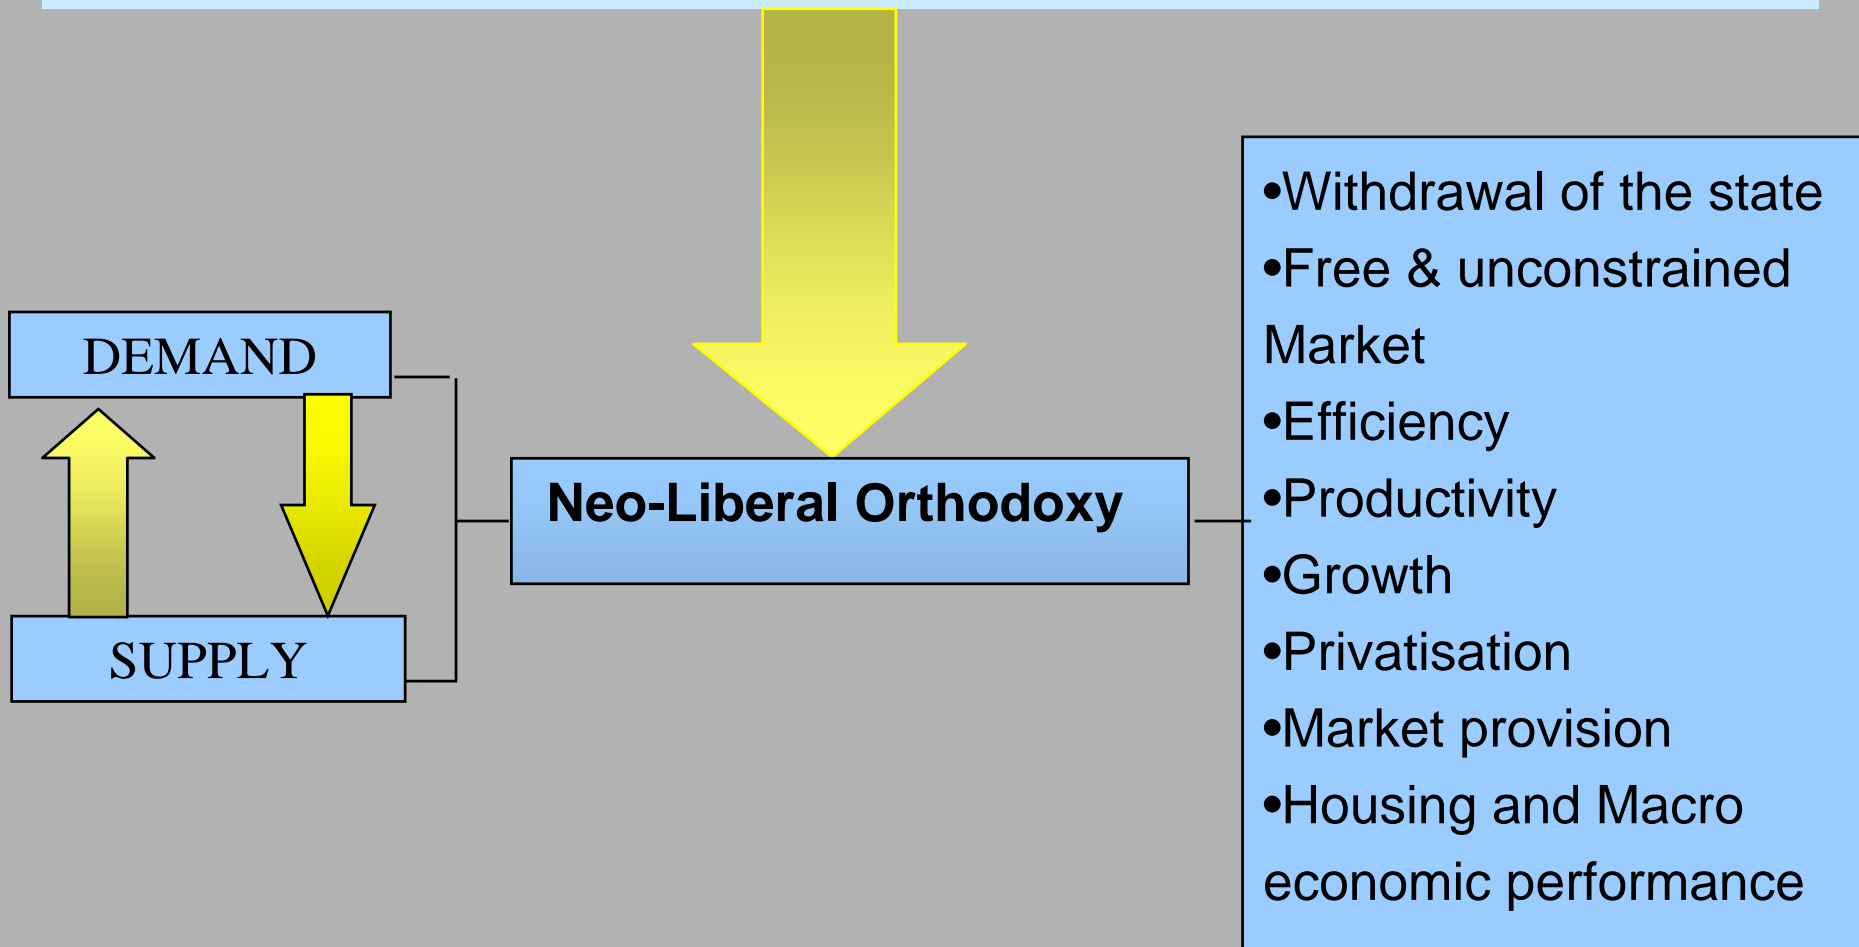 DEMAND
SUPPLY
Neo-Liberal Orthodoxy
•Withdrawal of the state
•Free & unconstrained
Market
•Efficiency
•Productivity
•Growth
•Privatisation
•Market provision
•Housing and Macro
economic performance